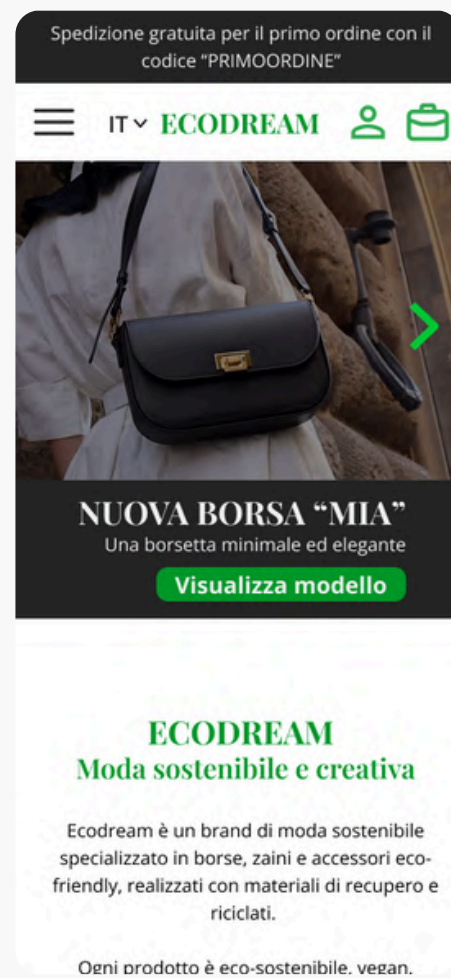 Spedizione gratuita per il primo ordine con il
codice “PRIMOORDINE”
IT ECODREAM
NUOVA BORSA “MIA”
Una borsetta minimale ed elegante
Visualizza modello
ECODREAM
Moda sostenibile e creativa
Ecodream è un brand di moda sostenibile
specializzato in borse, zaini e accessori eco-
friendly, realizzati con materiali di recupero e
riciclati.
Ogni prodotto è eco-sostenibile, vegan,